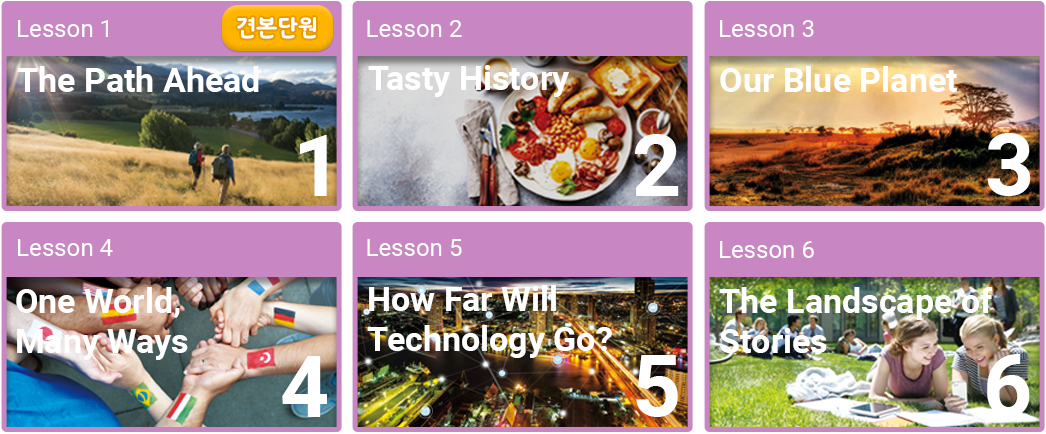 Lesson 1
견본단원
The Path Ahead
1
Lesson 2
Tasty History
2
Lesson 3
Our Blue Planet
3
Lesson 4
One World,
Many Ways
4
Lesson 5
How Far Will
Technology Go?
5
Lesson 6
The Landscape of
Stories
6